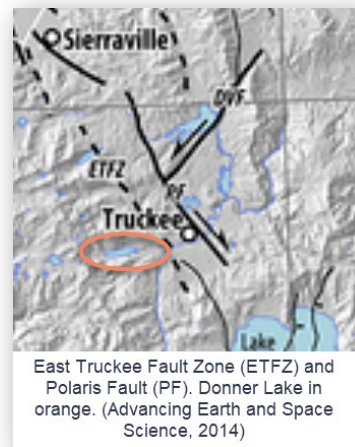 Sierraville
DVF
ETFZ
PF
Truckee
Lake
East Truckee Fault Zone (ETFZ) and
Polaris Fault (PF). Donner Lake in
orange. (Advancing Earth and Space
Science, 2014)